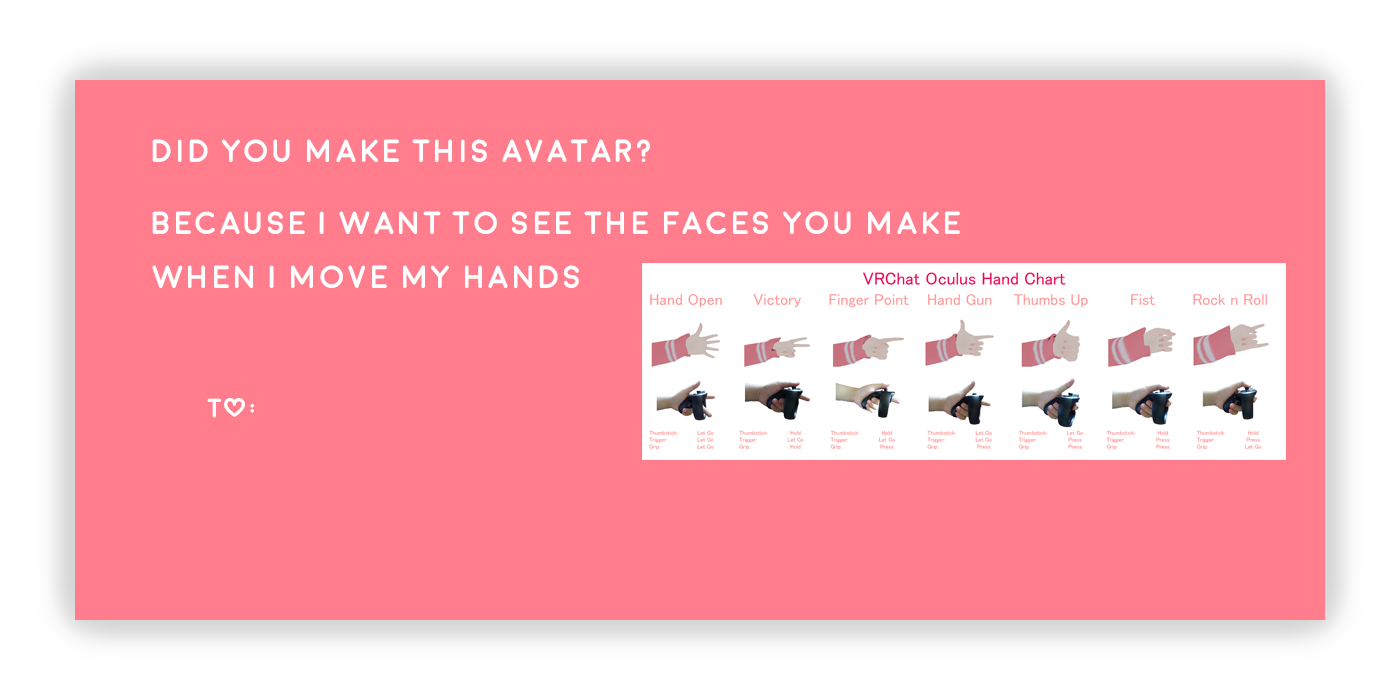 DID YOU MAKE THIS AVATAR?
BECAUSE I WANT TO SEE THE FACES YOU MAKE
WHEN I MOVE MY HANDS
VRChat Oculus Hand Chart
Hand Open Victory Finger Point Hand Gun Thumbs Up Fist Rock n Roll
Thumbstick: Let Go Thumbstick: Hold Thumbstick: Hold Thumbstick: Let Go Thumbstick: Let Go Thumbstick: Hold Thumbstick: Hold
Trigger: Let Go Trigger: Let Go Trigger: Let Go Trigger: Let Go Trigger: Press Trigger: Press Trigger: Press
Grip: Let Go Grip: Hold Grip: Press Grip: Press Grip: Press Grip: Press Grip: Let Go
T♡: